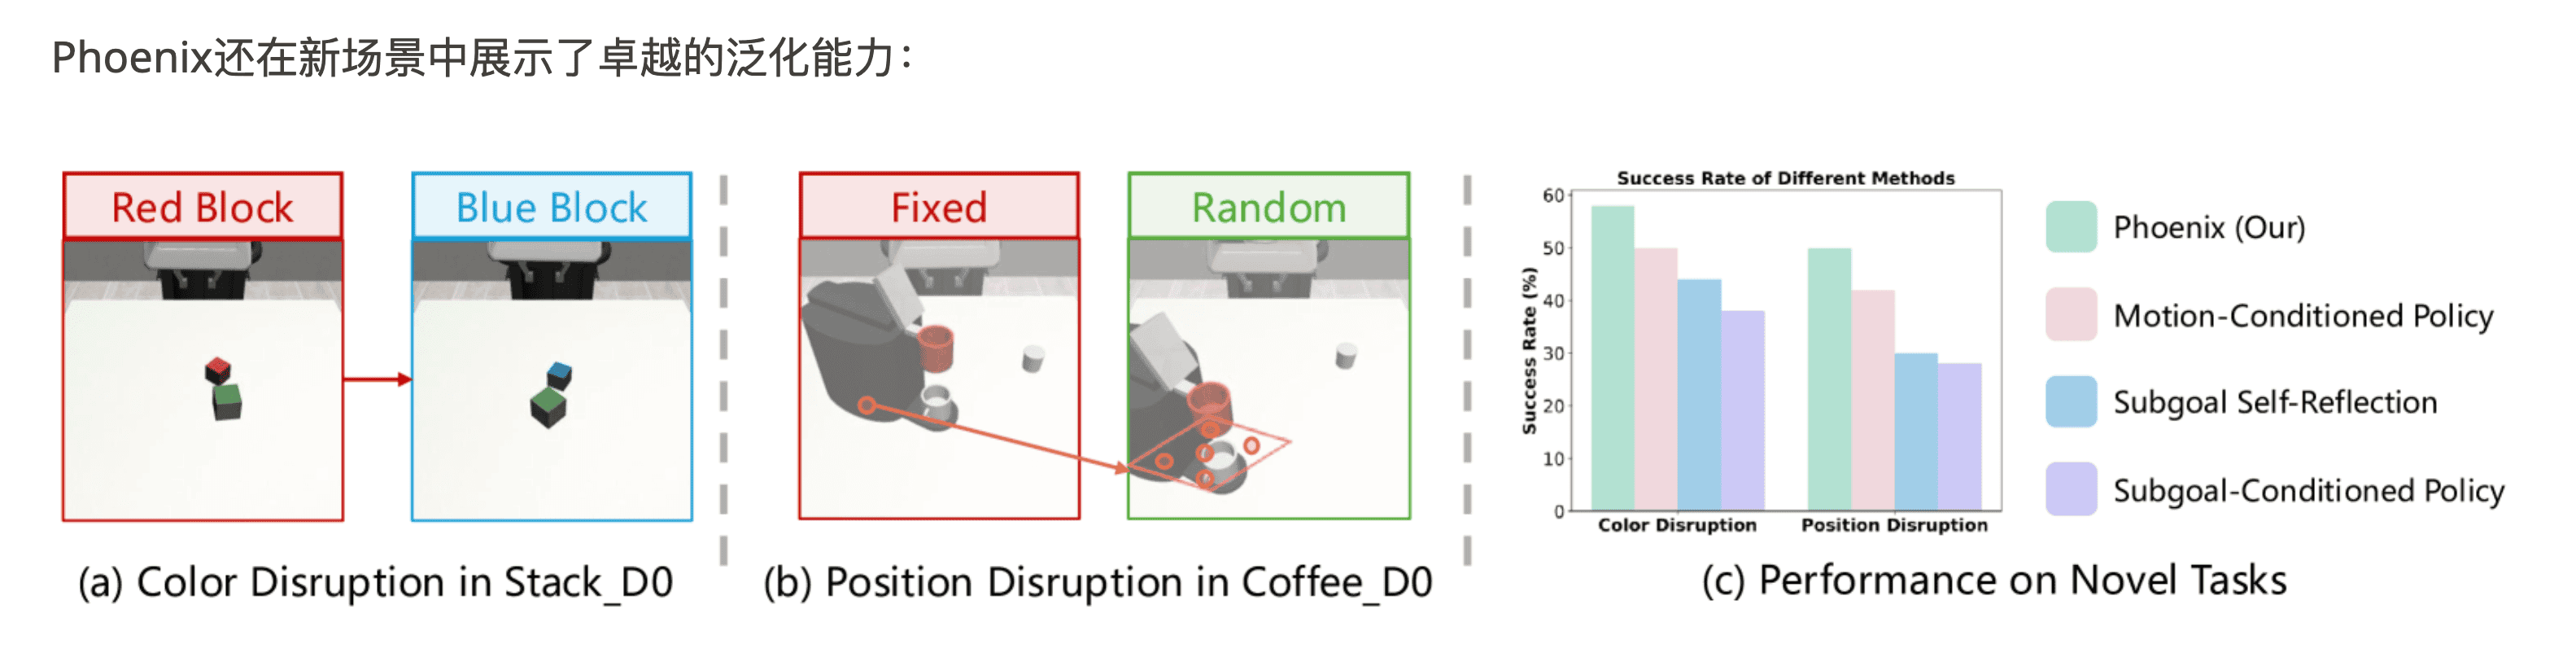 Phoenix还在新场景中展示了卓越的泛化能力：
Red Block
Blue Block
(a) Color Disruption in Stack_D0
Fixed
Random
(b) Position Disruption in Coffee_D0
Success Rate of Different Methods
Success Rate (%)
60
50
40
30
20
10
0
Color Disruption
Position Disruption
Phoenix (Our)
Motion-Conditioned Policy
Subgoal Self-Reflection
Subgoal-Conditioned Policy
(c) Performance on Novel Tasks